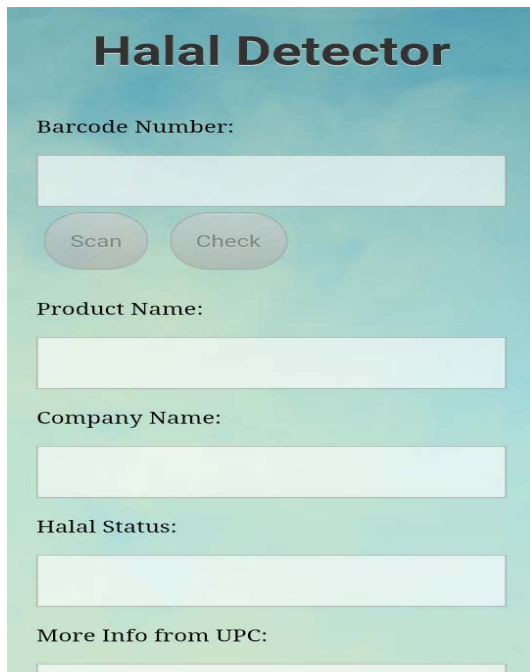 Halal Detector
Barcode Number:
Scan Check
Product Name:
Company Name:
Halal Status:
More Info from UPC: